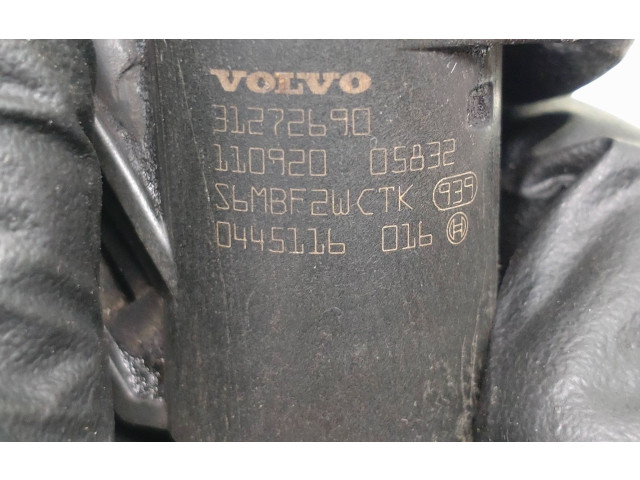 VOLVO
31272690
110920 05832
S6MBF2WCTK 939
0445116 016 H